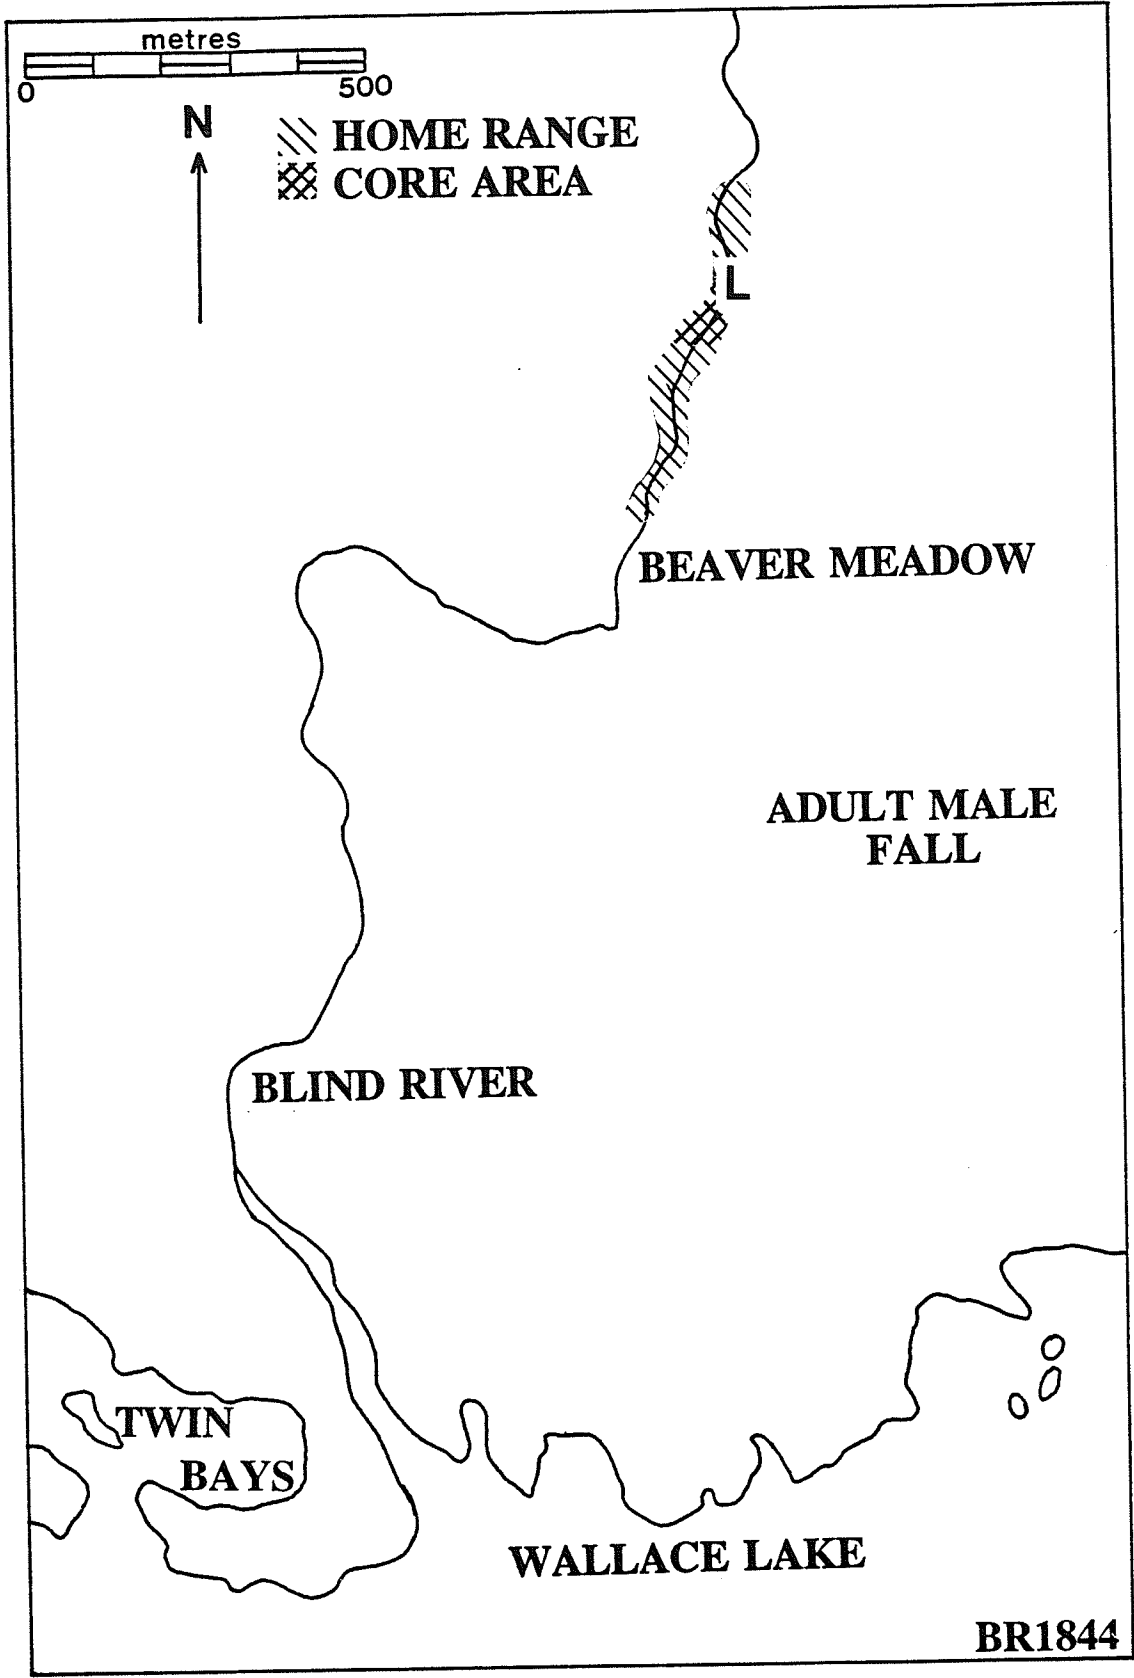 metres
0 500
N
HOME RANGE
CORE AREA
L
BEAVER MEADOW
ADULT MALE
FALL
BLIND RIVER
TWIN
BAYS
WALLACE LAKE
BR1844